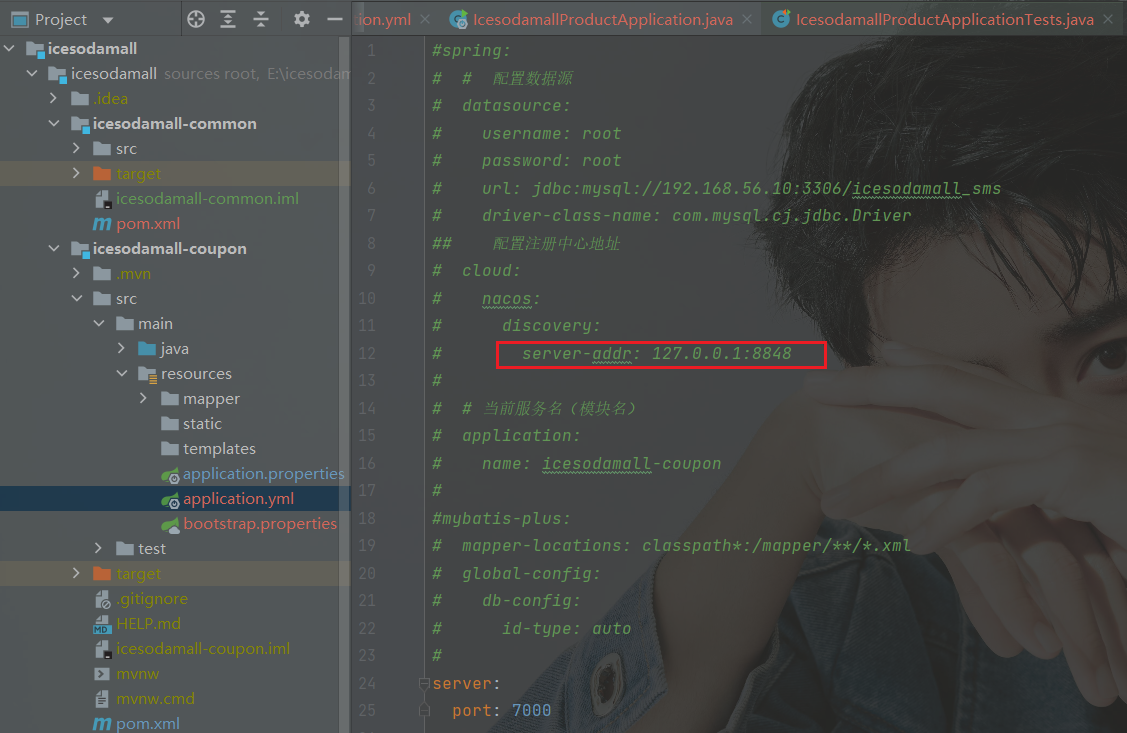 Project
ion.yml
IcesodamallProductApplication.java
IcesodamallProductApplicationTests.java
icesodamall
icesodamall sources root, E:\icesodam
.idea
icesodamall-common
src
target
icesodamall-common.iml
pom.xml
icesodamall-coupon
.mvn
src
main
java
resources
mapper
static
templates
application.properties
application.yml
bootstrap.properties
test
target
.gitignore
HELP.md
icesodamall-coupon.iml
mvnw
mvnw.cmd
pom.xml
1 #spring:
2 #  #  配置数据源
3 #  datasource:
4 #    username: root
5 #    password: root
6 #    url: jdbc:mysql://192.168.56.10:3306/icesodamall_sms
7 #    driver-class-name: com.mysql.cj.jdbc.Driver
8 ##    配置注册中心地址
9 #  cloud:
10 #    nacos:
11 #      discovery:
12 #        server-addr: 127.0.0.1:8848
13 #
14 #  # 当前服务名（模块名）
15 #  application:
16 #    name: icesodamall-coupon
17 #
18 #mybatis-plus:
19 #  mapper-locations: classpath*:/mapper/**/*.xml
20 #  global-config:
21 #    db-config:
22 #      id-type: auto
23 #
24 server:
25   port: 7000